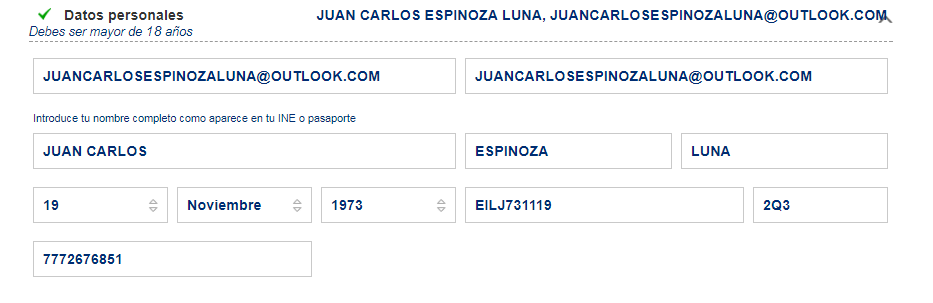 Datos personales
JUAN CARLOS ESPINOZA LUNA, JUANCARLOSESPINOZALUNA@OUTLOOK.COM
Debes ser mayor de 18 años
JUANCARLOSESPINOZALUNA@OUTLOOK.COM JUANCARLOSESPINOZALUNA@OUTLOOK.COM
Introduce tu nombre completo como aparece en tu INE o pasaporte
JUAN CARLOS ESPINOZA LUNA
19 Noviembre 1973 EILJ731119 2Q3
7772676851